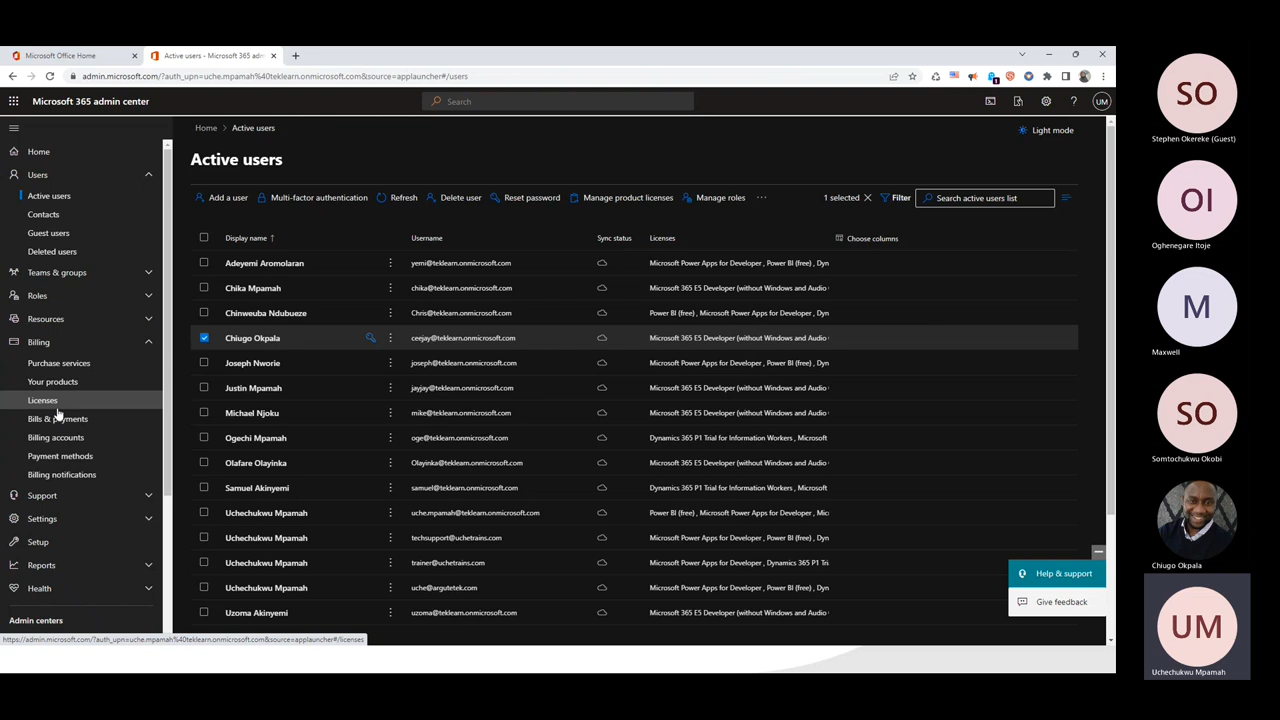 Microsoft Office Home
Active users - Microsoft 365 adm
admin.microsoft.com/?auth_upn=uche.mpamah%40teklearn.onmicrosoft.com&source=applauncher#/users
Microsoft 365 admin center
Search
UM
Home
Users
Active users
Contacts
Guest users
Deleted users
Teams & groups
Roles
Resources
Billing
Purchase services
Your products
Licenses
Bills & payments
Billing accounts
Payment methods
Billing notifications
Support
Settings
Setup
Reports
Health
Admin centers
https://admin.microsoft.com/?auth_upn=uche.mpamah%40teklearn.onmicrosoft.com&source=applauncher#/licenses
Home > Active users
Light mode
Active users
Add a user Multi-factor authentication Refresh Delete user Reset password Manage product licenses Manage roles ... 1 selected Filter Search active users list
Display name ↑ Username Sync status Licenses Choose columns
Adeyemi Aromolaran yemi@teklearn.onmicrosoft.com Microsoft Power Apps for Developer , Power BI (free) , Dyn
Chika Mpamah chika@teklearn.onmicrosoft.com Microsoft 365 E5 Developer (without Windows and Audio
Chinweuba Ndubueze Chris@teklearn.onmicrosoft.com Power BI (free) , Microsoft Power Apps for Developer , Dyn
Chiugo Okpala ceejay@teklearn.onmicrosoft.com Microsoft 365 E5 Developer (without Windows and Audio
Joseph Nworie joseph@teklearn.onmicrosoft.com Microsoft Power Apps for Developer , Power BI (free) , Dyn
Justin Mpamah jayjay@teklearn.onmicrosoft.com Microsoft 365 E5 Developer (without Windows and Audio
Michael Njoku mike@teklearn.onmicrosoft.com Microsoft 365 E5 Developer (without Windows and Audio
Ogechi Mpamah oge@teklearn.onmicrosoft.com Dynamics 365 P1 Trial for Information Workers , Microsoft
Olafare Olayinka Olayinka@teklearn.onmicrosoft.com Microsoft 365 E5 Developer (without Windows and Audio
Samuel Akinyemi samuel@teklearn.onmicrosoft.com Dynamics 365 P1 Trial for Information Workers , Microsoft
Uchechukwu Mpamah uche.mpamah@teklearn.onmicrosoft.com Power BI (free) , Microsoft Power Apps for Developer , Mic
Uchechukwu Mpamah techsupport@uchetrains.com Microsoft Power Apps for Developer , Power BI (free) , Dyn
Uchechukwu Mpamah trainer@uchetrains.com Microsoft Power Apps for Developer , Dynamics 365 P1 Tri
Uchechukwu Mpamah uche@argutetek.com Microsoft Power Apps for Developer , Power BI (free) , Dyn
Uzoma Akinyemi uzoma@teklearn.onmicrosoft.com Microsoft 365 E5 Developer (without Windows and Audio
Help & support
Give feedback
SO
Stephen Okereke (Guest)
OI
Oghenegare Itoje
M
Maxwell
SO
Somtochukwu Okobi
Chiugo Okpala
UM
Uchechukwu Mpamah